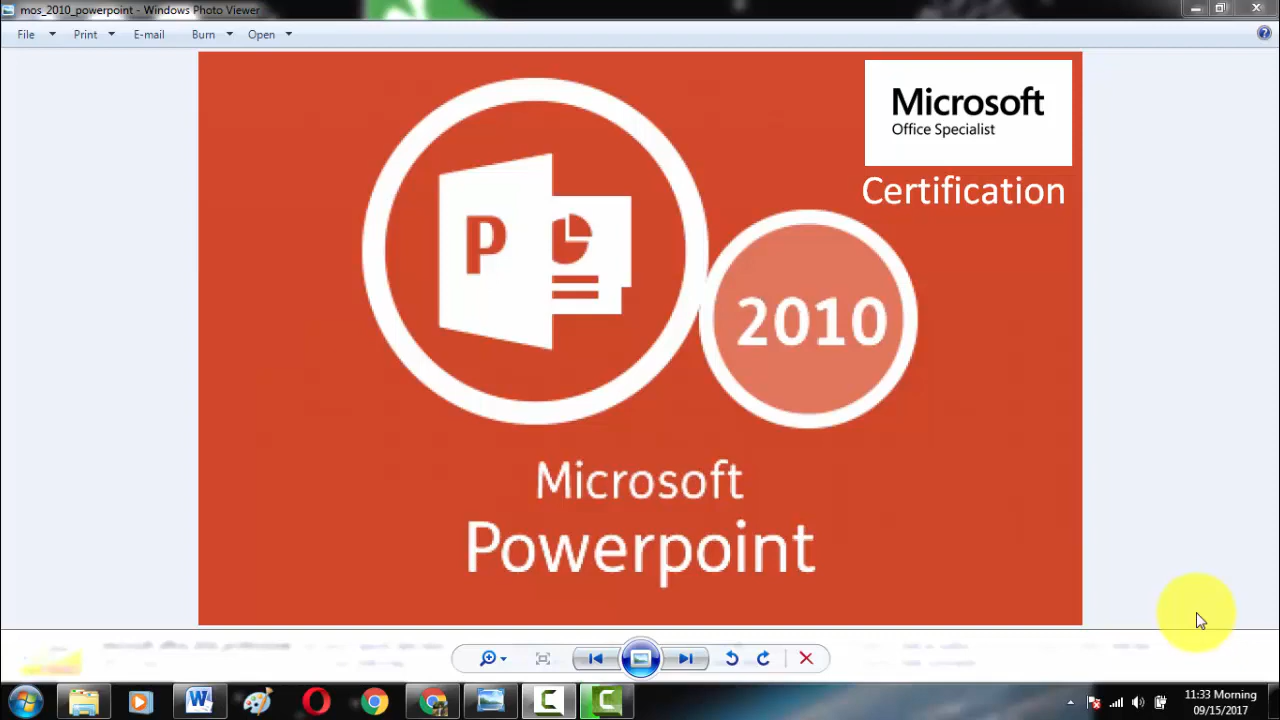 mos_2010_powerpoint - Windows Photo Viewer
File Print E-mail Burn Open
Microsoft
Office Specialist
Certification
P
2010
Microsoft
Powerpoint
11:33 Morning
09/15/2017